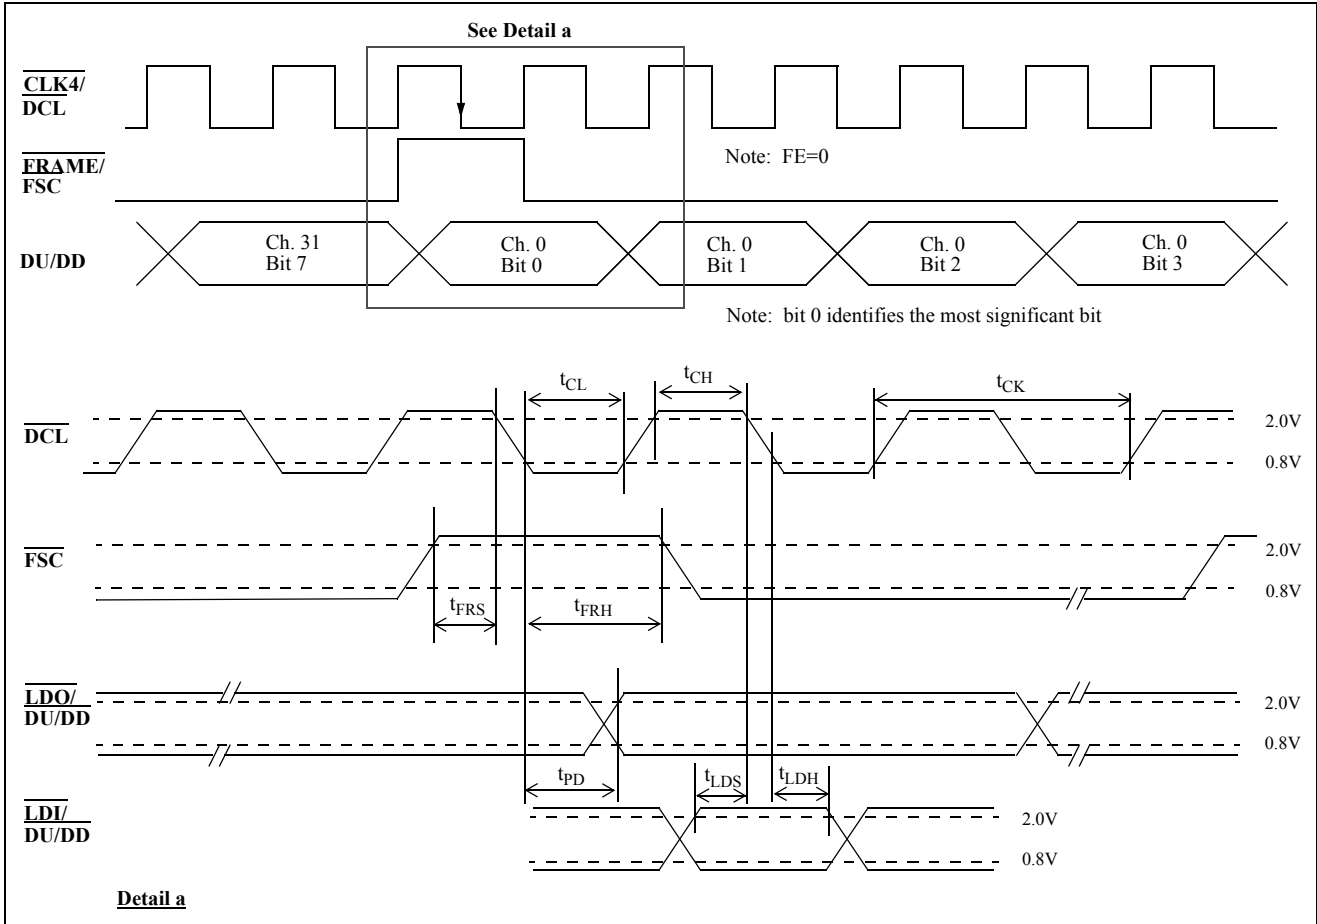 See Detail a
CLK4/
DCL
Note: FE=0
FRAME/
FSC
DU/DD
Ch. 31
Bit 7
Ch. 0
Bit 0
Ch. 0
Bit 1
Ch. 0
Bit 2
Ch. 0
Bit 3
Note: bit 0 identifies the most significant bit
tCL
tCH
tCK
DCL
2.0V
0.8V
FSC
2.0V
0.8V
tFRS
tFRH
LDO/
DU/DD
2.0V
0.8V
tPD
tLDS
tLDH
LDI/
DU/DD
2.0V
0.8V
Detail a